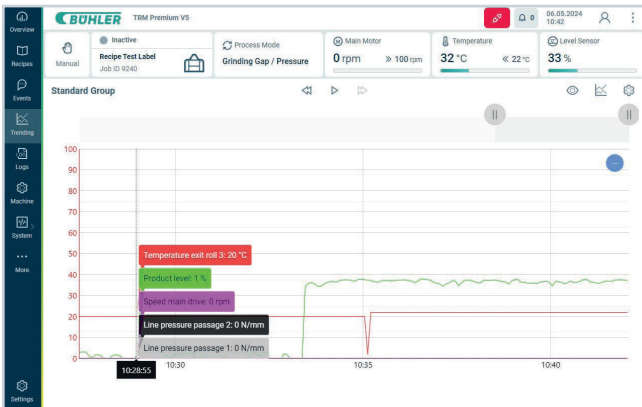 Overview
Recipes
Events
Trending
Logs
Machine
System
More
Settings
BÜHLER TRM Premium V5
0 06.05.2024
10:42
Manual
Inactive
Recipe Test Label
Job ID 9240
Process Mode
Grinding Gap / Pressure
Main Motor
0 rpm » 100 rpm
Temperature
32 °C « 22 °C
Level Sensor
33 %
Standard Group
100
90
80
70
60
50
40
30
20
10
0
Temperature exit roll 3: 20 °C
Product level: 1 %
Speed main drive: 0 rpm
Line pressure passage 2: 0 N/mm
Line pressure passage 1: 0 N/mm
10:28:55
10:30
10:35
10:40